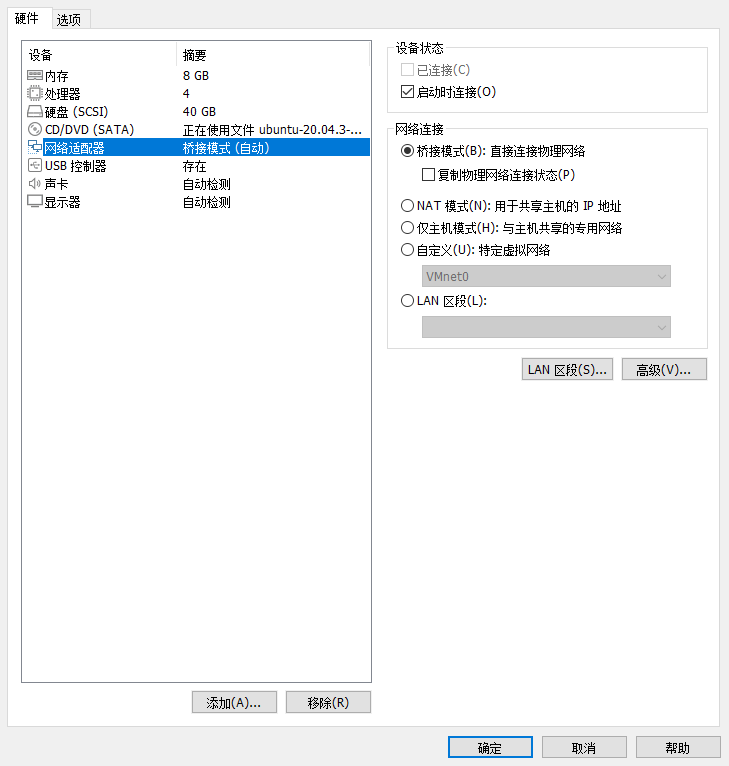 硬件 选项
设备 摘要
内存 8 GB
处理器 4
硬盘 (SCSI) 40 GB
CD/DVD (SATA) 正在使用文件 ubuntu-20.04.3-...
网络适配器 桥接模式 (自动)
USB 控制器 存在
声卡 自动检测
显示器 自动检测
添加(A)... 移除(R)
设备状态
已连接(C)
启动时连接(O)
网络连接
桥接模式(B): 直接连接物理网络
复制物理网络连接状态(P)
NAT 模式(N): 用于共享主机的 IP 地址
仅主机模式(H): 与主机共享的专用网络
自定义(U): 特定虚拟网络
VMnet0
LAN 区段(L):
LAN 区段(S)... 高级(V)...
确定 取消 帮助